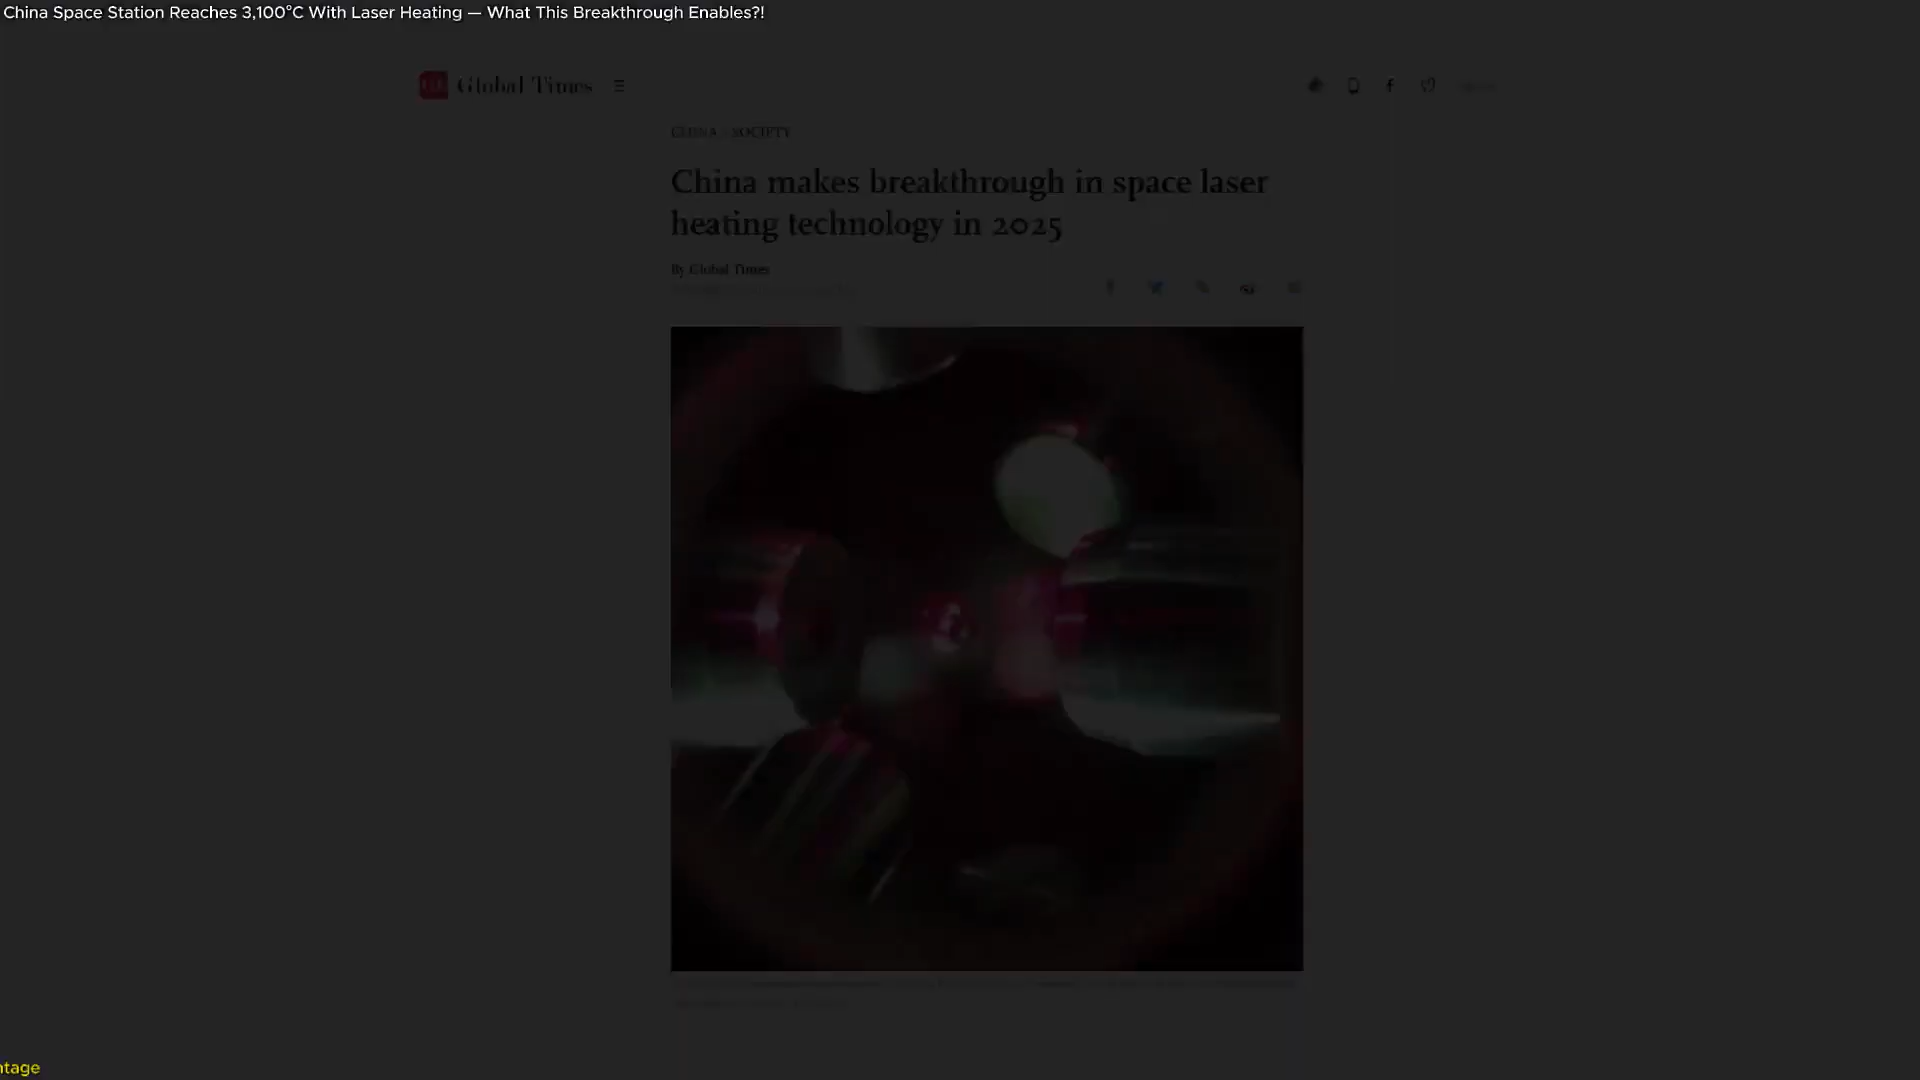 China Space Station Reaches 3,100°C With Laser Heating — What This Breakthrough Enables?!
Global Times
CHINA / SOCIETY
China makes breakthrough in space laser
heating technology in 2025
By Global Times
ntage